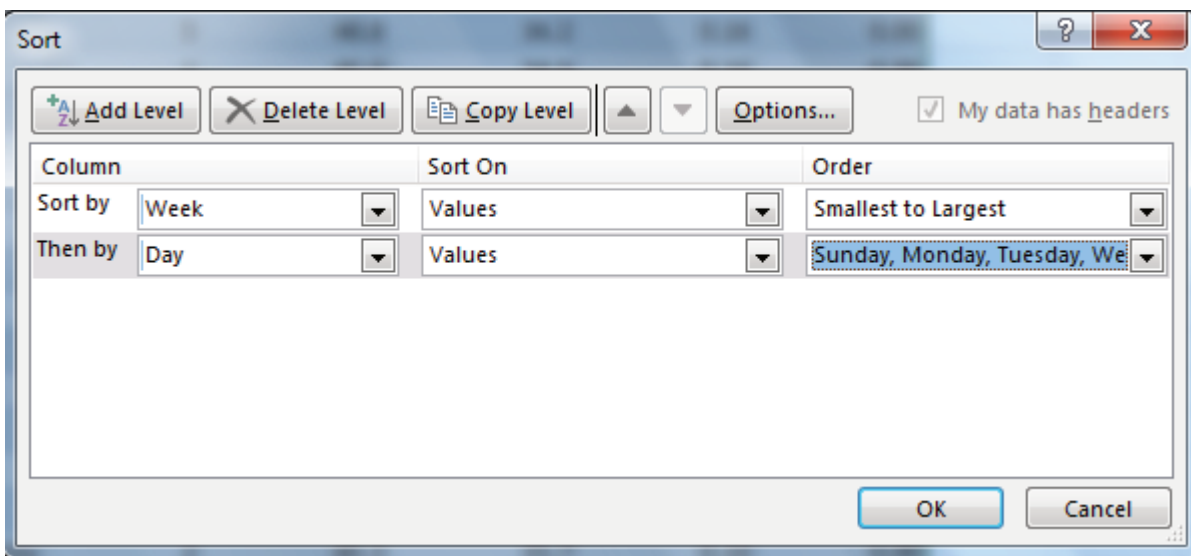 Sort
Add Level Delete Level Copy Level Options... My data has headers
Column Sort On Order
Sort by Week Values Smallest to Largest
Then by Day Values Sunday, Monday, Tuesday, We
OK Cancel